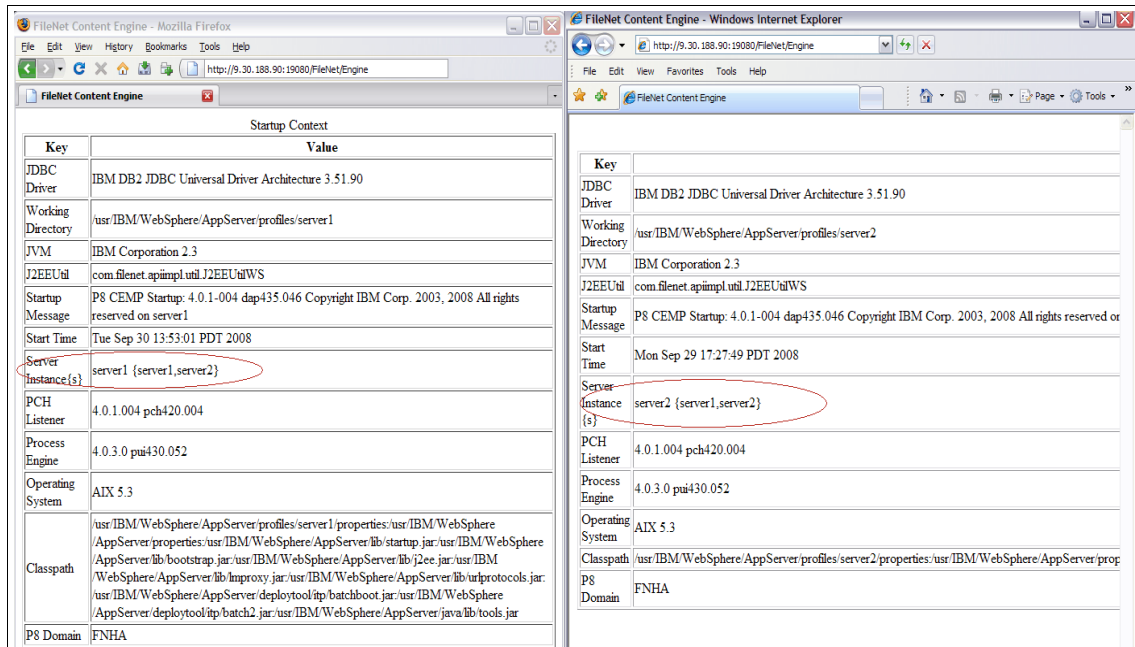 FileNet Content Engine - Mozilla Firefox
File Edit View History Bookmarks Tools Help
http://9.30.188.90:19080/FileNet/Engine
FileNet Content Engine
Startup Context
Key Value
JDBC
Driver
IBM DB2 JDBC Universal Driver Architecture 3.51.90
Working
Directory
/usr/IBM/WebSphere/AppServer/profiles/server1
JVM IBM Corporation 2.3
J2EEUtil com.filenet.apiimpl.util.J2EEUtilWS
Startup
Message
P8 CEMP Startup: 4.0.1-004 dap435.046 Copyright IBM Corp. 2003, 2008 All rights
reserved on server1
Start Time Tue Sep 30 13:53:01 PDT 2008
Server
Instance{s}
server1 {server1,server2}
PCH
Listener
4.0.1.004 pch420.004
Process
Engine
4.0.3.0 pui430.052
Operating
System
AIX 5.3
Classpath
/usr/IBM/WebSphere/AppServer/profiles/server1/properties:/usr/IBM/WebSphere
/AppServer/properties:/usr/IBM/WebSphere/AppServer/lib/startup.jar:/usr/IBM/WebSphere
/AppServer/lib/bootstrap.jar:/usr/IBM/WebSphere/AppServer/lib/j2ee.jar:/usr/IBM
/WebSphere/AppServer/lib/lmproxy.jar:/usr/IBM/WebSphere/AppServer/lib/urlprotocols.jar:
/usr/IBM/WebSphere/AppServer/deploytool/itp/batchboot.jar:/usr/IBM/WebSphere
/AppServer/deploytool/itp/batch2.jar:/usr/IBM/WebSphere/AppServer/java/lib/tools.jar
P8 Domain FNHA
FileNet Content Engine - Windows Internet Explorer
http://9.30.188.90:19080/FileNet/Engine
File Edit View Favorites Tools Help
FileNet Content Engine
Page Tools
Key
JDBC
Driver
IBM DB2 JDBC Universal Driver Architecture 3.51.90
Working
Directory
/usr/IBM/WebSphere/AppServer/profiles/server2
JVM IBM Corporation 2.3
J2EEUtil com.filenet.apiimpl.util.J2EEUtilWS
Startup
Message
P8 CEMP Startup: 4.0.1-004 dap435.046 Copyright IBM Corp. 2003, 2008 All rights reserved or
Start
Time
Mon Sep 29 17:27:49 PDT 2008
Server
Instance
{s}
server2 {server1,server2}
PCH
Listener
4.0.1.004 pch420.004
Process
Engine
4.0.3.0 pui430.052
Operating
System
AIX 5.3
Classpath /usr/IBM/WebSphere/AppServer/profiles/server2/properties:/usr/IBM/WebSphere/AppServer/prop
P8
Domain
FNHA